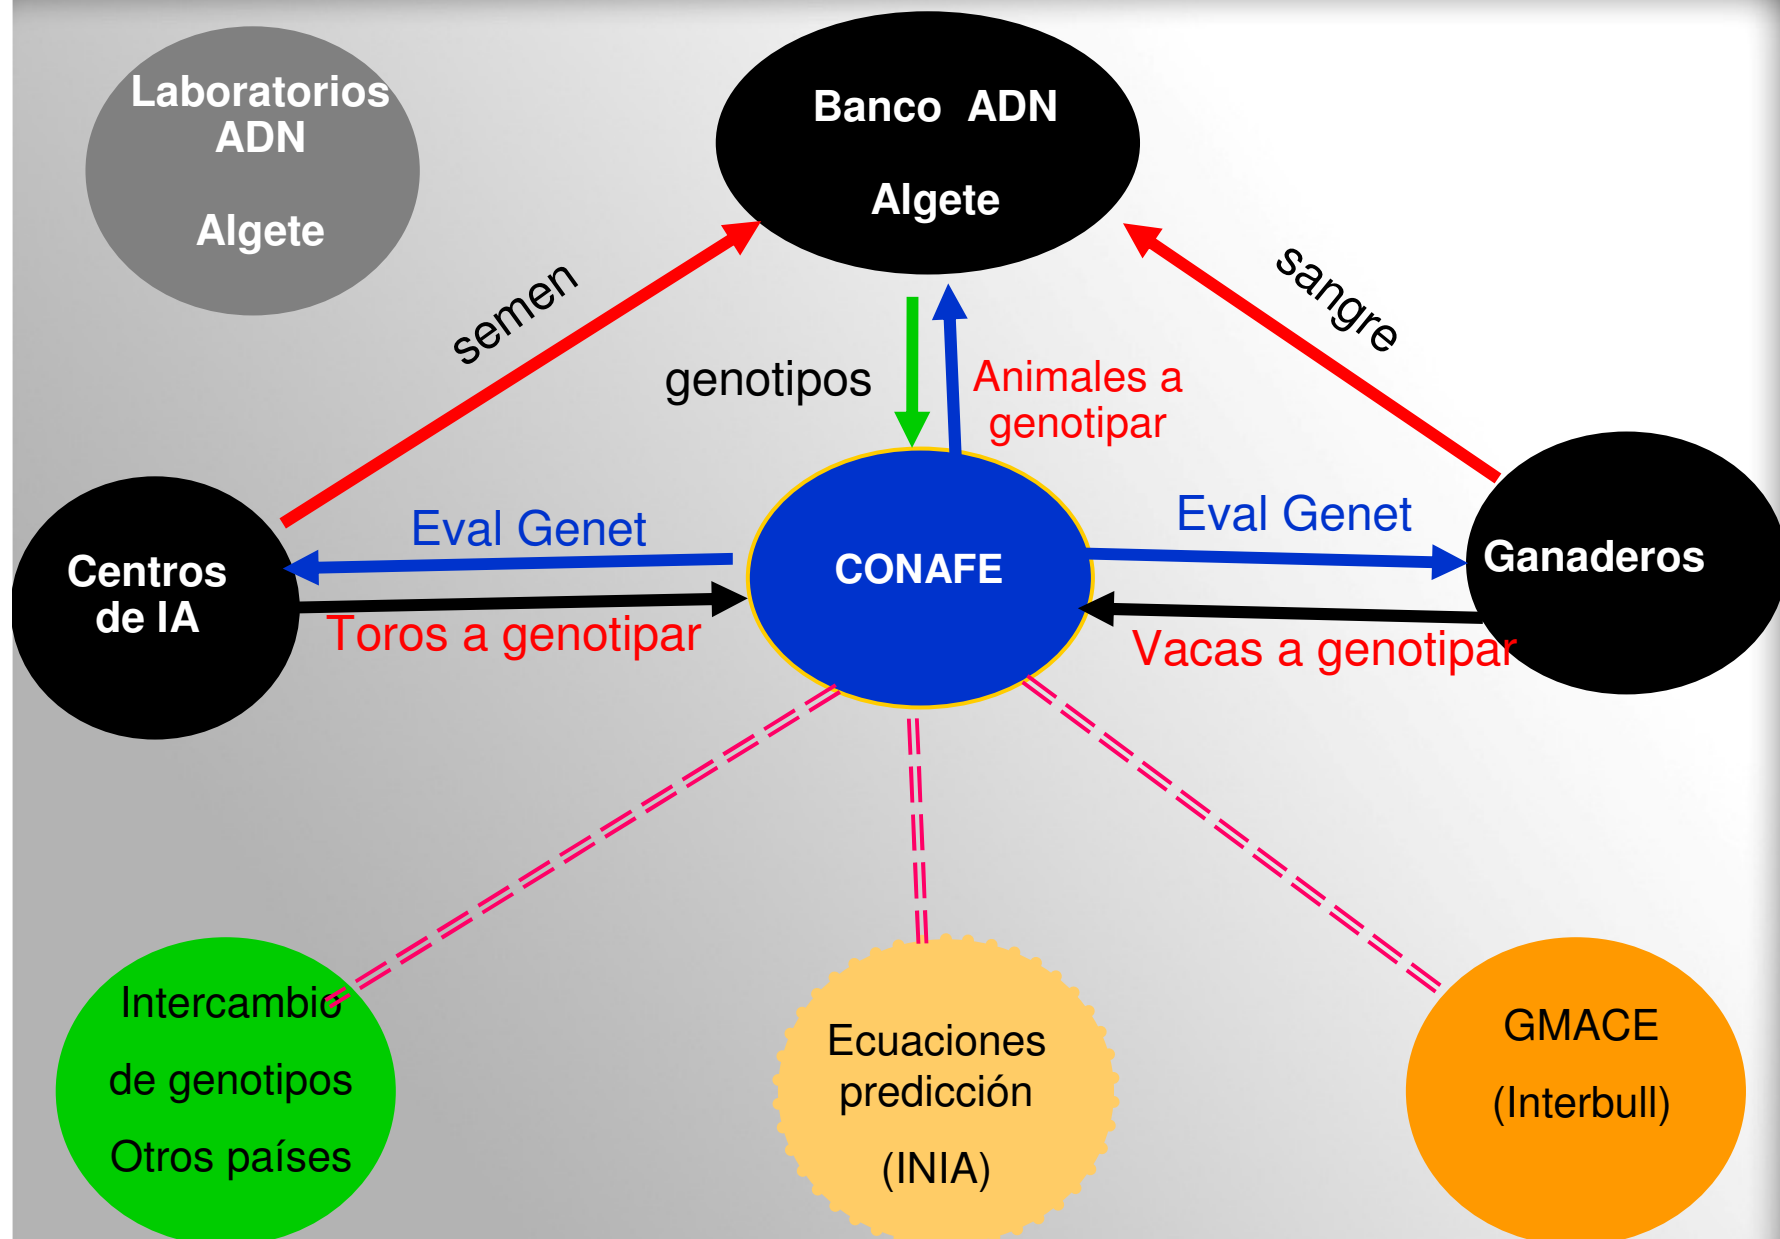 Laboratorios
ADN
Algete
Banco ADN
Algete
semen
sangre
genotipos
Animales a
genotipar
Eval Genet
Eval Genet
Centros
de IA
CONAFE
Ganaderos
Toros a genotipar
Vacas a genotipar
Intercambio
de genotipos
Otros países
Ecuaciones
predicción
(INIA)
GMACE
(Interbull)